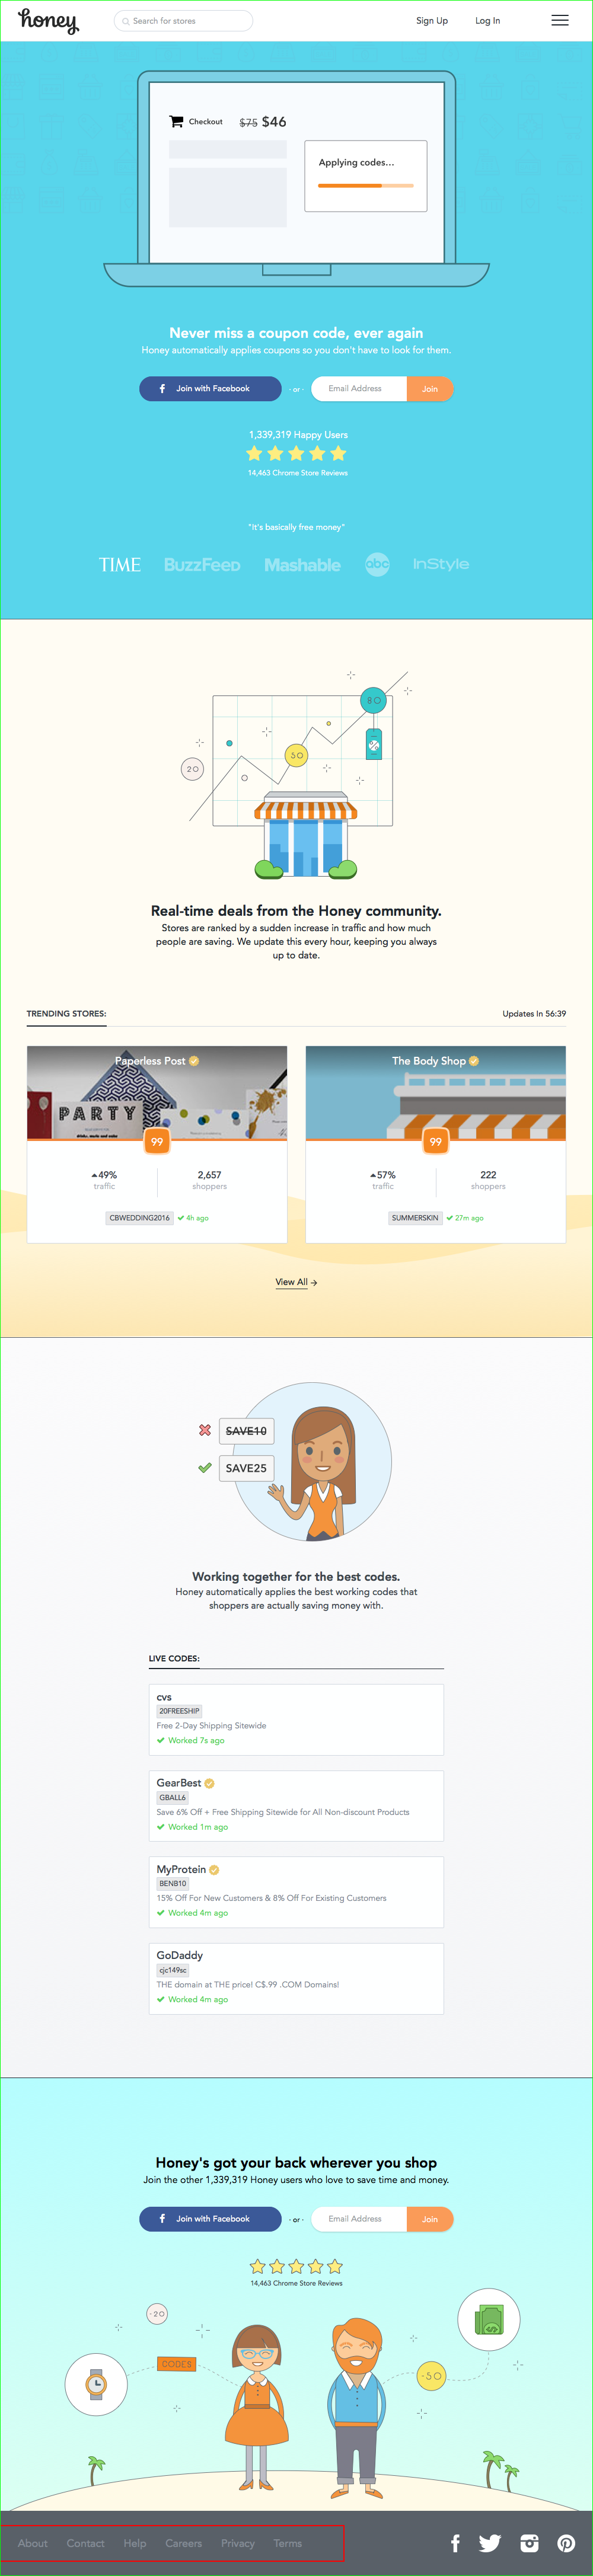 honey
Search for stores
Sign Up
Log In
Checkout $75 $46
Applying codes...
Never miss a coupon code, ever again
Honey automatically applies coupons so you don't have to look for them.
f Join with Facebook
- or -
Email Address
Join
1,339,319 Happy Users
14,463 Chrome Store Reviews
"It's basically free money"
TIME
BuzzFeed
Mashable
abc
InStyle
80
50
20
Real-time deals from the Honey community.
Stores are ranked by a sudden increase in traffic and how much
people are saving. We update this every hour, keeping you always
up to date.
TRENDING STORES:
Updates In 56:39
Paperless Post
PARTY
99
49%
traffic
2,657
shoppers
CBWEDDING2016
4h ago
The Body Shop
99
57%
traffic
222
shoppers
SUMMERSKIN
27m ago
View All
SAVE10
SAVE25
Working together for the best codes.
Honey automatically applies the best working codes that
shoppers are actually saving money with.
LIVE CODES:
cvs
20FREESHIP
Free 2-Day Shipping Sitewide
Worked 7s ago
GearBest
GBALL6
Save 6% Off + Free Shipping Sitewide for All Non-discount Products
Worked 1m ago
MyProtein
BENB10
15% Off For New Customers & 8% Off For Existing Customers
Worked 4m ago
GoDaddy
cjc149sc
THE domain at THE price! C$.99 .COM Domains!
Worked 4m ago
Honey's got your back wherever you shop
Join the other 1,339,319 Honey users who love to save time and money.
f Join with Facebook
- or -
Email Address
Join
14,463 Chrome Store Reviews
-20
CODES
-50
About
Contact
Help
Careers
Privacy
Terms
f